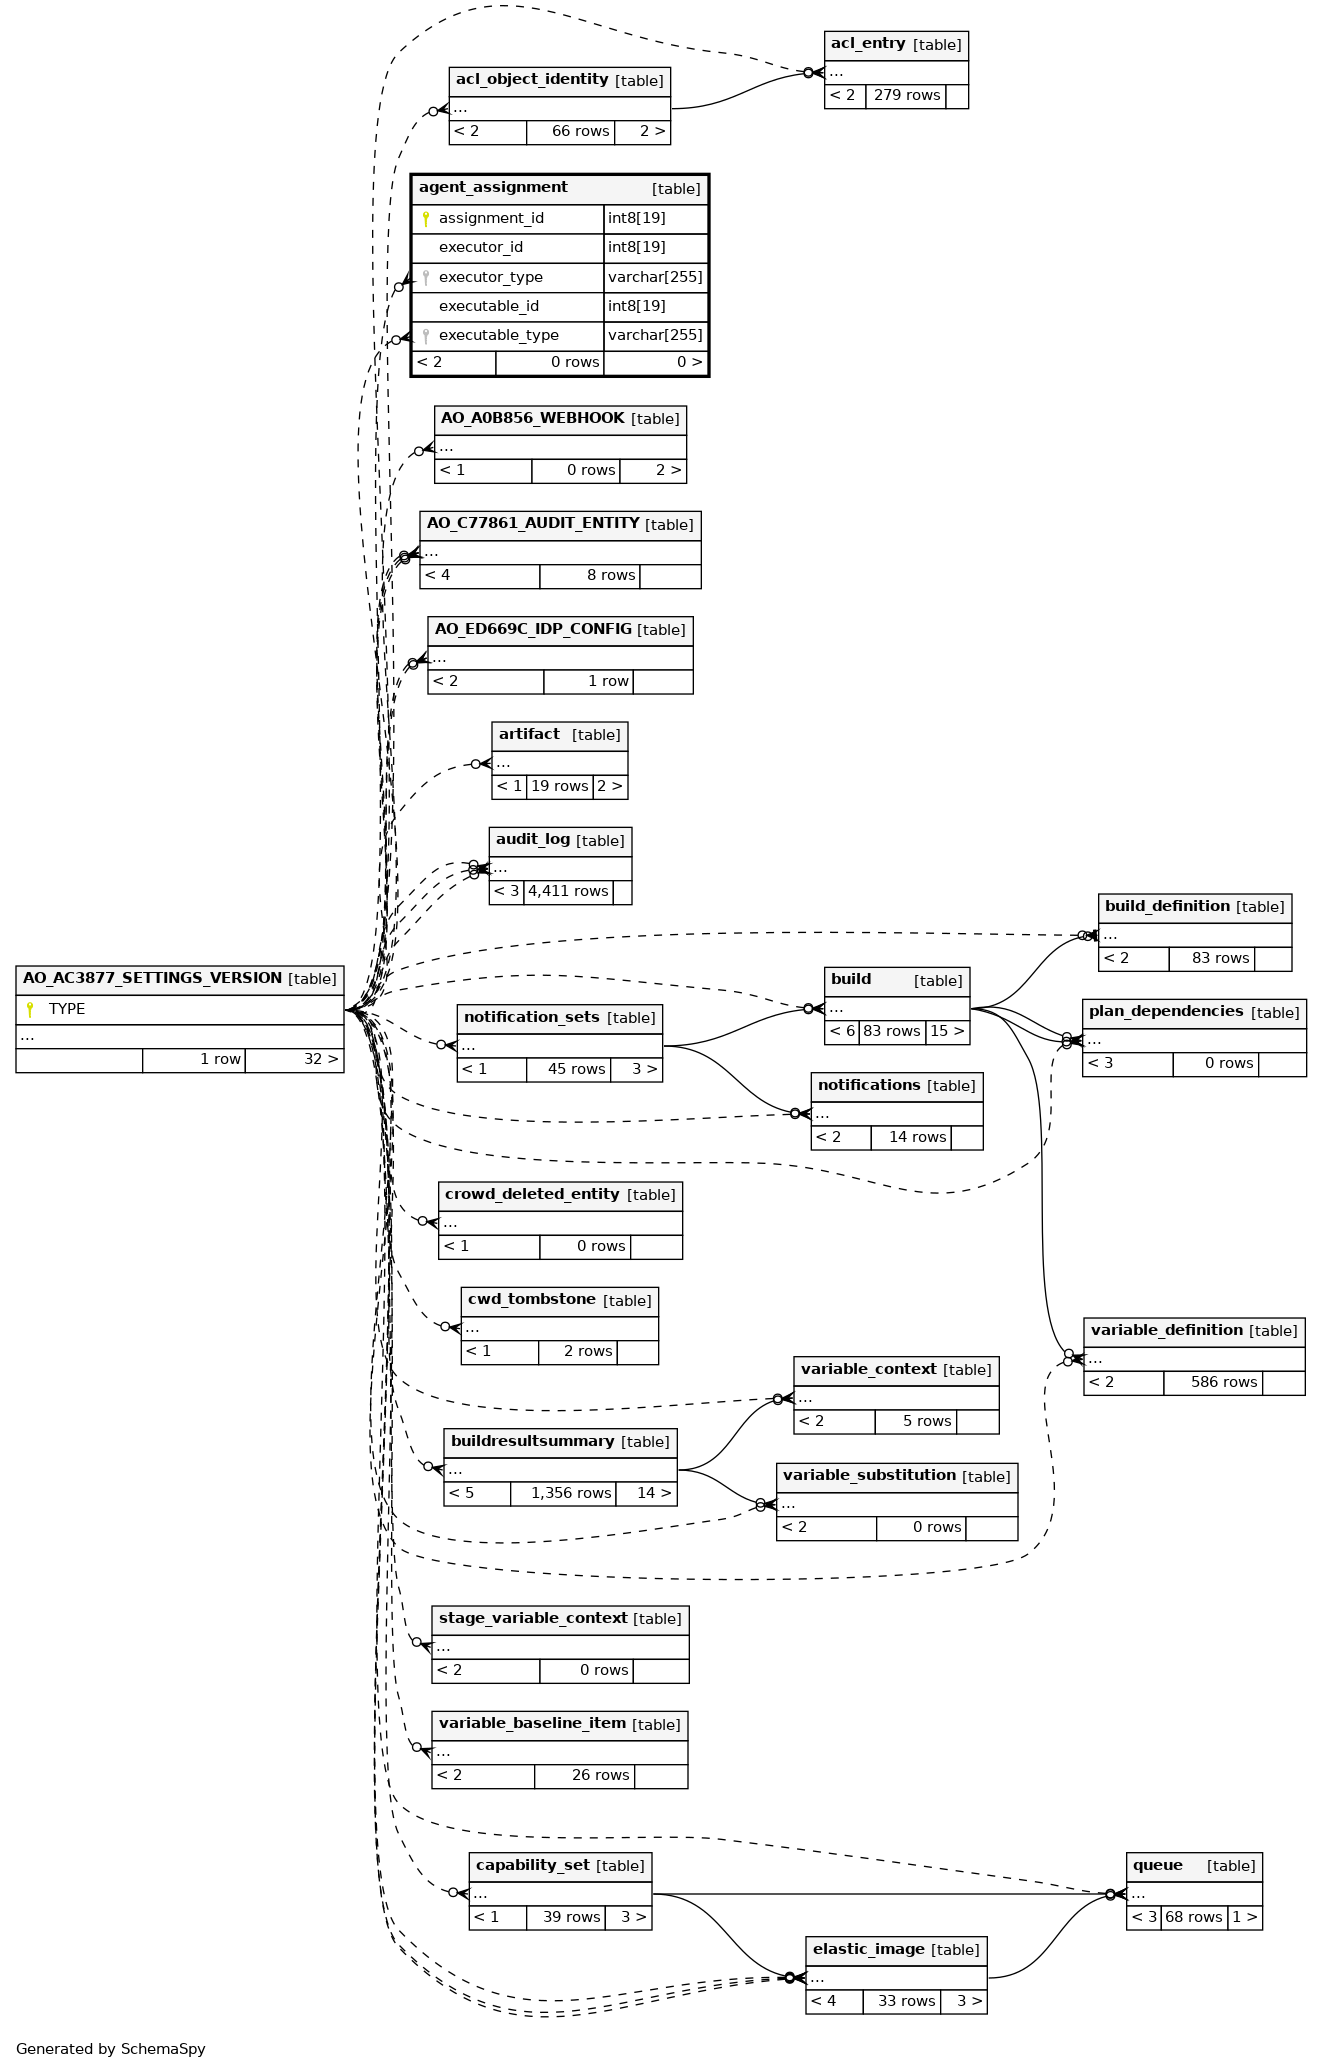 acl_entry [table]
...
< 2 279 rows
acl_object_identity [table]
...
< 2 66 rows 2 >
agent_assignment [table]
assignment_id int8[19]
executor_id int8[19]
executor_type varchar[255]
executable_id int8[19]
executable_type varchar[255]
< 2 0 rows 0 >
AO_A0B856_WEBHOOK [table]
...
< 1 0 rows 2 >
AO_C77861_AUDIT_ENTITY [table]
...
< 4 8 rows
AO_ED669C_IDP_CONFIG [table]
...
< 2 1 row
artifact [table]
...
< 1 19 rows 2 >
audit_log [table]
...
< 3 4,411 rows
build_definition [table]
...
< 2 83 rows
AO_AC3877_SETTINGS_VERSION [table]
TYPE
...
1 row 32 >
build [table]
...
< 6 83 rows 15 >
plan_dependencies [table]
...
< 3 0 rows
notification_sets [table]
...
< 1 45 rows 3 >
notifications [table]
...
< 2 14 rows
crowd_deleted_entity [table]
...
< 1 0 rows
cwd_tombstone [table]
...
< 1 2 rows
variable_definition [table]
...
< 2 586 rows
variable_context [table]
...
< 2 5 rows
buildresultsummary [table]
...
< 5 1,356 rows 14 >
variable_substitution [table]
...
< 2 0 rows
stage_variable_context [table]
...
< 2 0 rows
variable_baseline_item [table]
...
< 2 26 rows
capability_set [table]
...
< 1 39 rows 3 >
queue [table]
...
< 3 68 rows 1 >
elastic_image [table]
...
< 4 33 rows 3 >
Generated by SchemaSpy